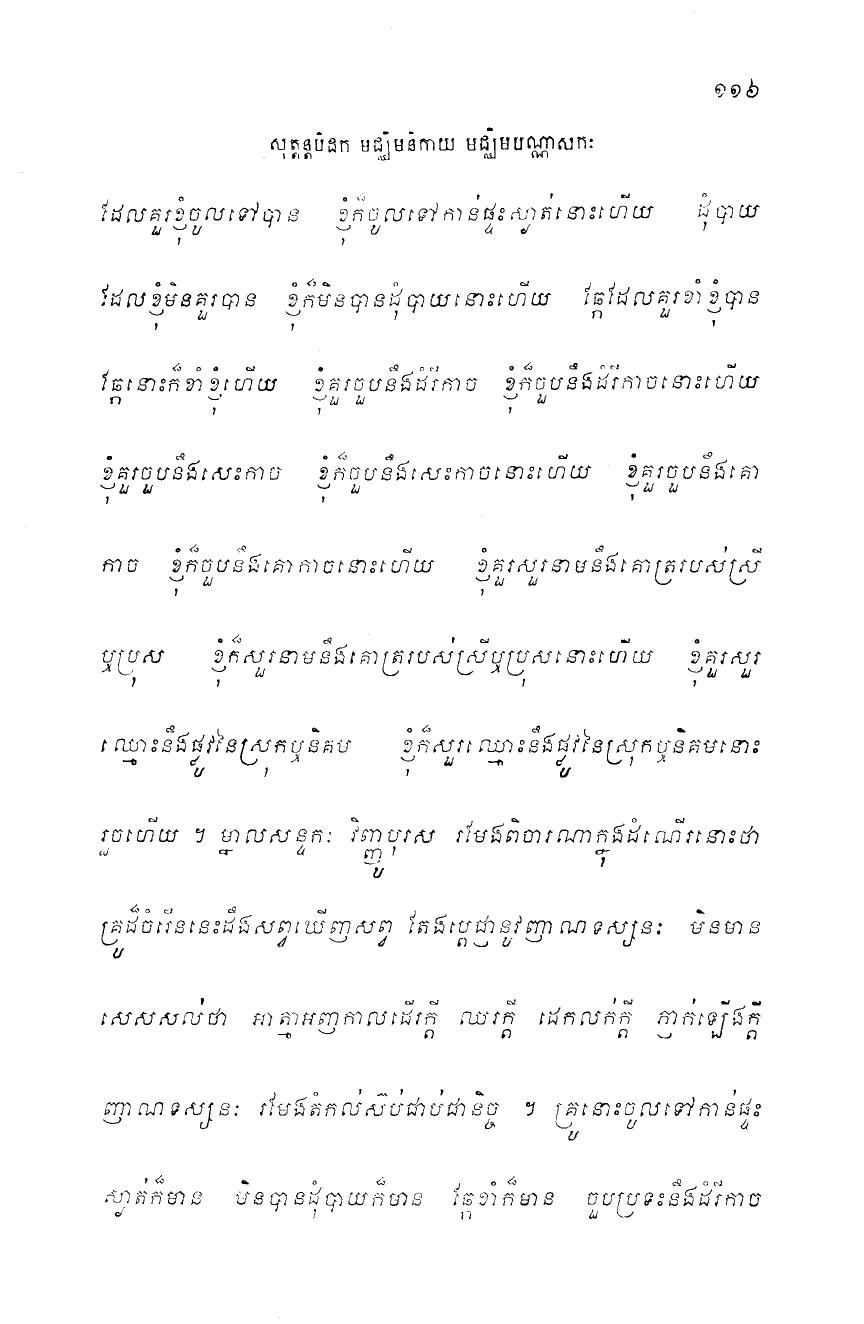 ១១៦
សុត្តន្តបិដក មជ្ឈិមនិកាយ មជ្ឈិមបណ្ណាសកៈ
ដែលគួរខ្ញុំចូលទៅបាន ខ្ញុំក៏ចូលទៅកាន់ផ្ទះស្ងាត់នោះហើយ ដុំបាយ
ដែលខ្ញុំមិនគួរបាន ខ្ញុំក៏មិនបានដុំបាយនោះហើយ ឆ្កែដែលគួរខាំខ្ញុំបាន
ឆ្កែនោះក៏ខាំខ្ញុំហើយ ខ្ញុំគួរចួបនឹងដំរីកាច ខ្ញុំក៏ចួបនឹងដំរីកាចនោះហើយ
ខ្ញុំគួរចួបនឹងសេះកាច ខ្ញុំក៏ចួបនឹងសេះកាចនោះហើយ ខ្ញុំគួរចួបនឹងគោ
កាច ខ្ញុំក៏ចួបនឹងគោកាចនោះហើយ ខ្ញុំគួរសួរនាមនឹងគោត្ររបស់ស្រី
ឬប្រុស ខ្ញុំក៏សួរនាមនឹងគោត្ររបស់ស្រីឬប្រុសនោះហើយ ខ្ញុំគួរសួរ
ឈ្មោះនឹងផ្លូវនៃស្រុកឬនិគម ខ្ញុំក៏សួរឈ្មោះនឹងផ្លូវនៃស្រុកឬនិគមនោះ
រួចហើយ ។ ម្នាលសន្ទកៈ វិញ្ញូបុរស រមែងពិចារណាក្នុងដំណើរនោះថា
គ្រូដ៏ចំរើននេះដឹងសព្វឃើញសព្វ តែងប្តេជ្ញានូវញាណទស្សនៈ មិនមាន
សេសសល់ថា អាត្មាអញកាលដើរក្តី ឈរក្តី ដេកលក់ក្តី ភ្ញាក់ឡើងក្តី
ញាណទស្សនៈ រមែងតំកល់ស៊ប់ជាប់ជានិច្ច ។ គ្រូនោះចូលទៅកាន់ផ្ទះ
ស្ងាត់ក៏មាន មិនបានដុំបាយក៏មាន ឆ្កែខាំក៏មាន ចួបប្រទះនឹងដំរីកាច